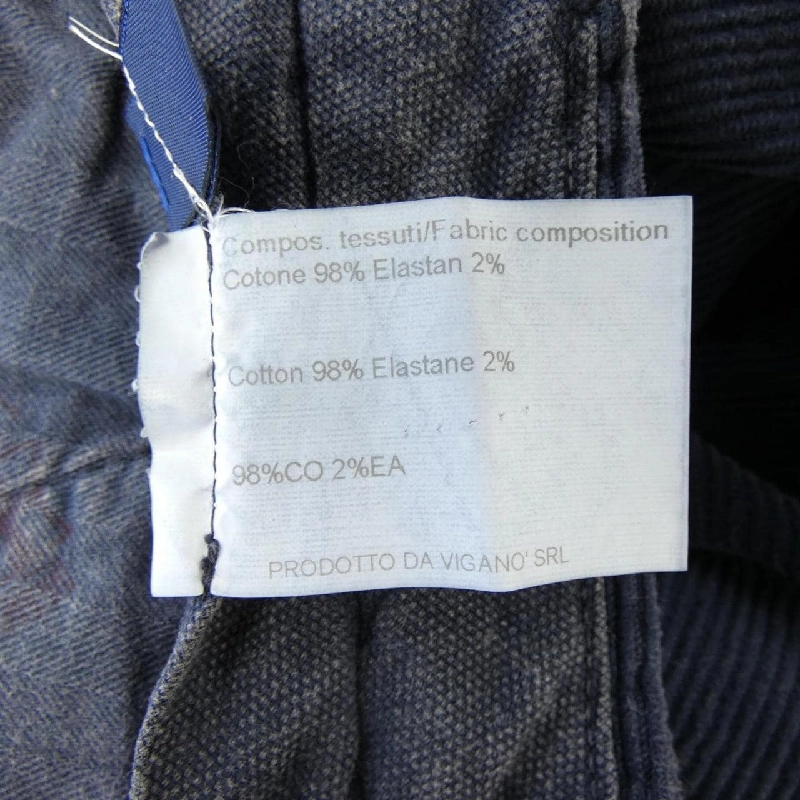 Compos. tessuti/Fabric composition
Cotone 98% Elastan 2%
Cotton 98% Elastane 2%
98%CO 2%EA
PRODOTTO DA VIGANO' SRL